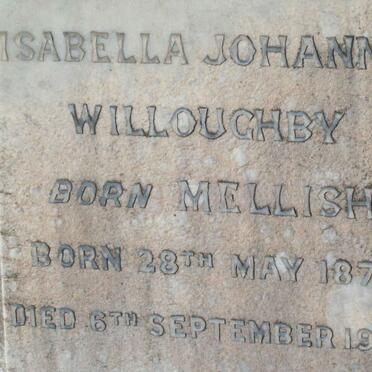 ISABELLA JOHANN
WILLOUGHBY
BORN MELLISH
BORN 28TH MAY 187
DIED 6TH SEPTEMBER 19